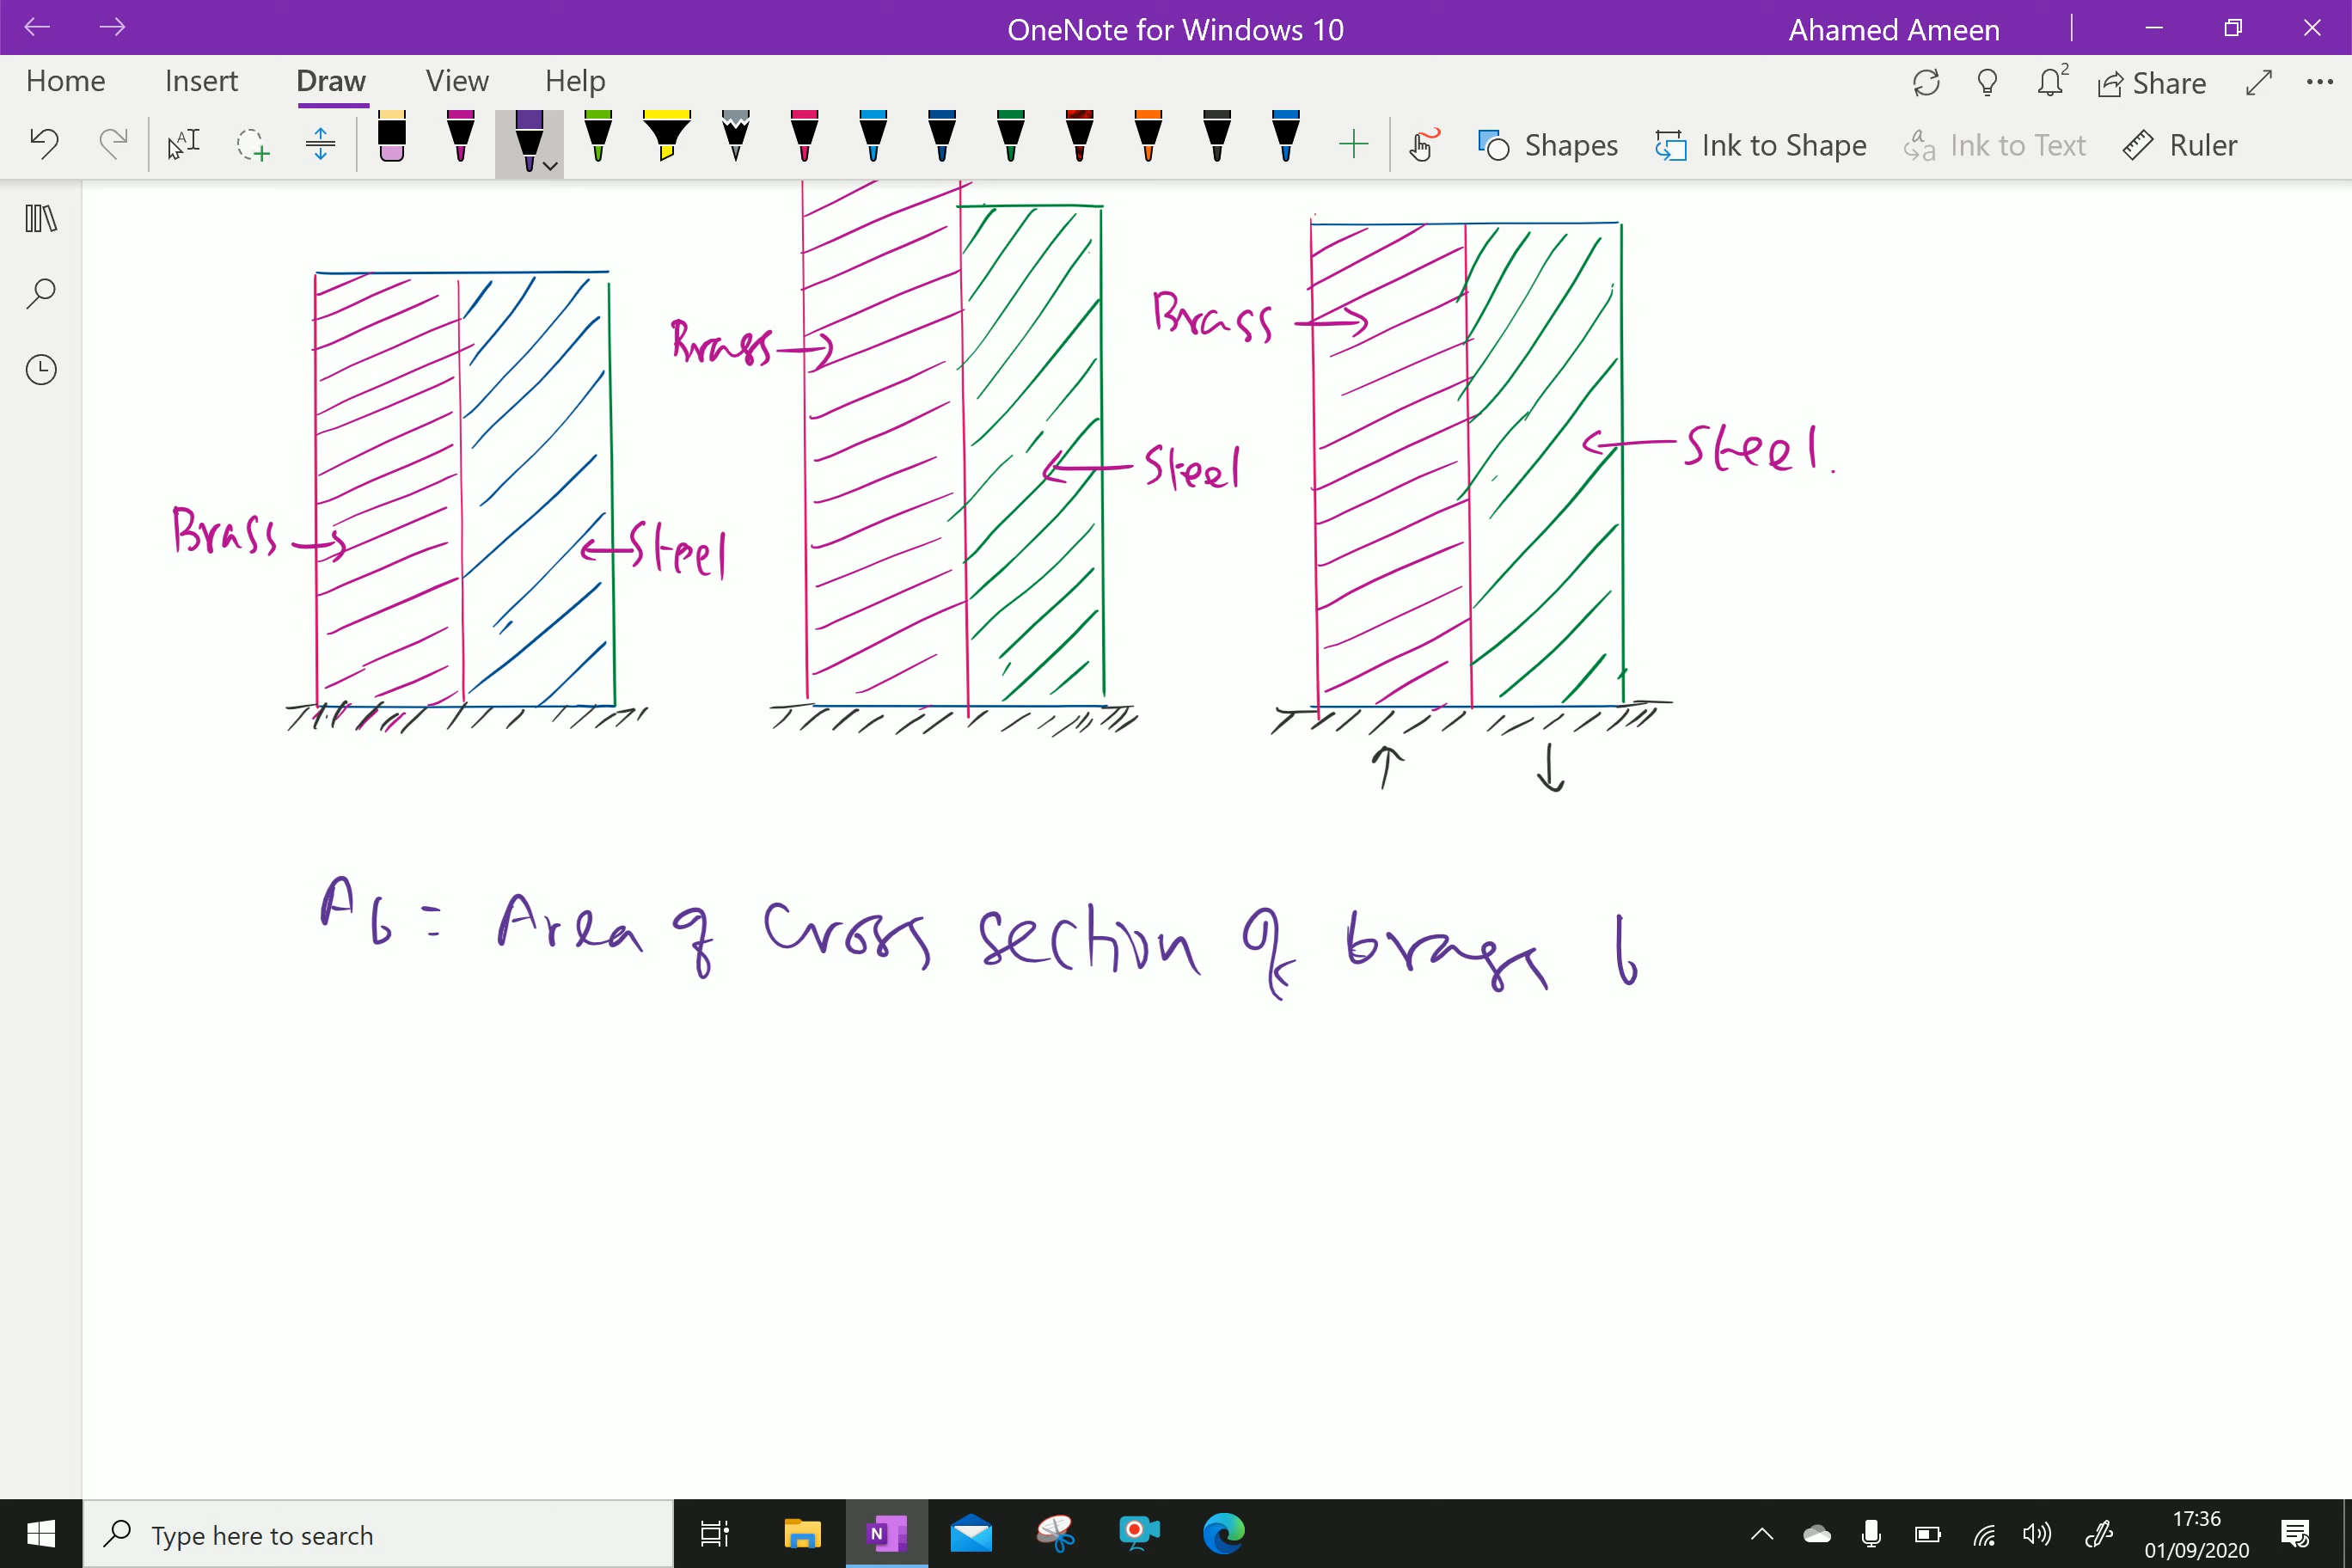 OneNote for Windows 10
Ahamed Ameen
Home Insert Draw View Help
2
Share
Shapes
Ink to Shape
Ink to Text
Ruler
Brass
Steel
Brass
Steel
Brass
Steel.
Ab = Area of Cross section of brass b
Type here to search
17:36
01/09/2020